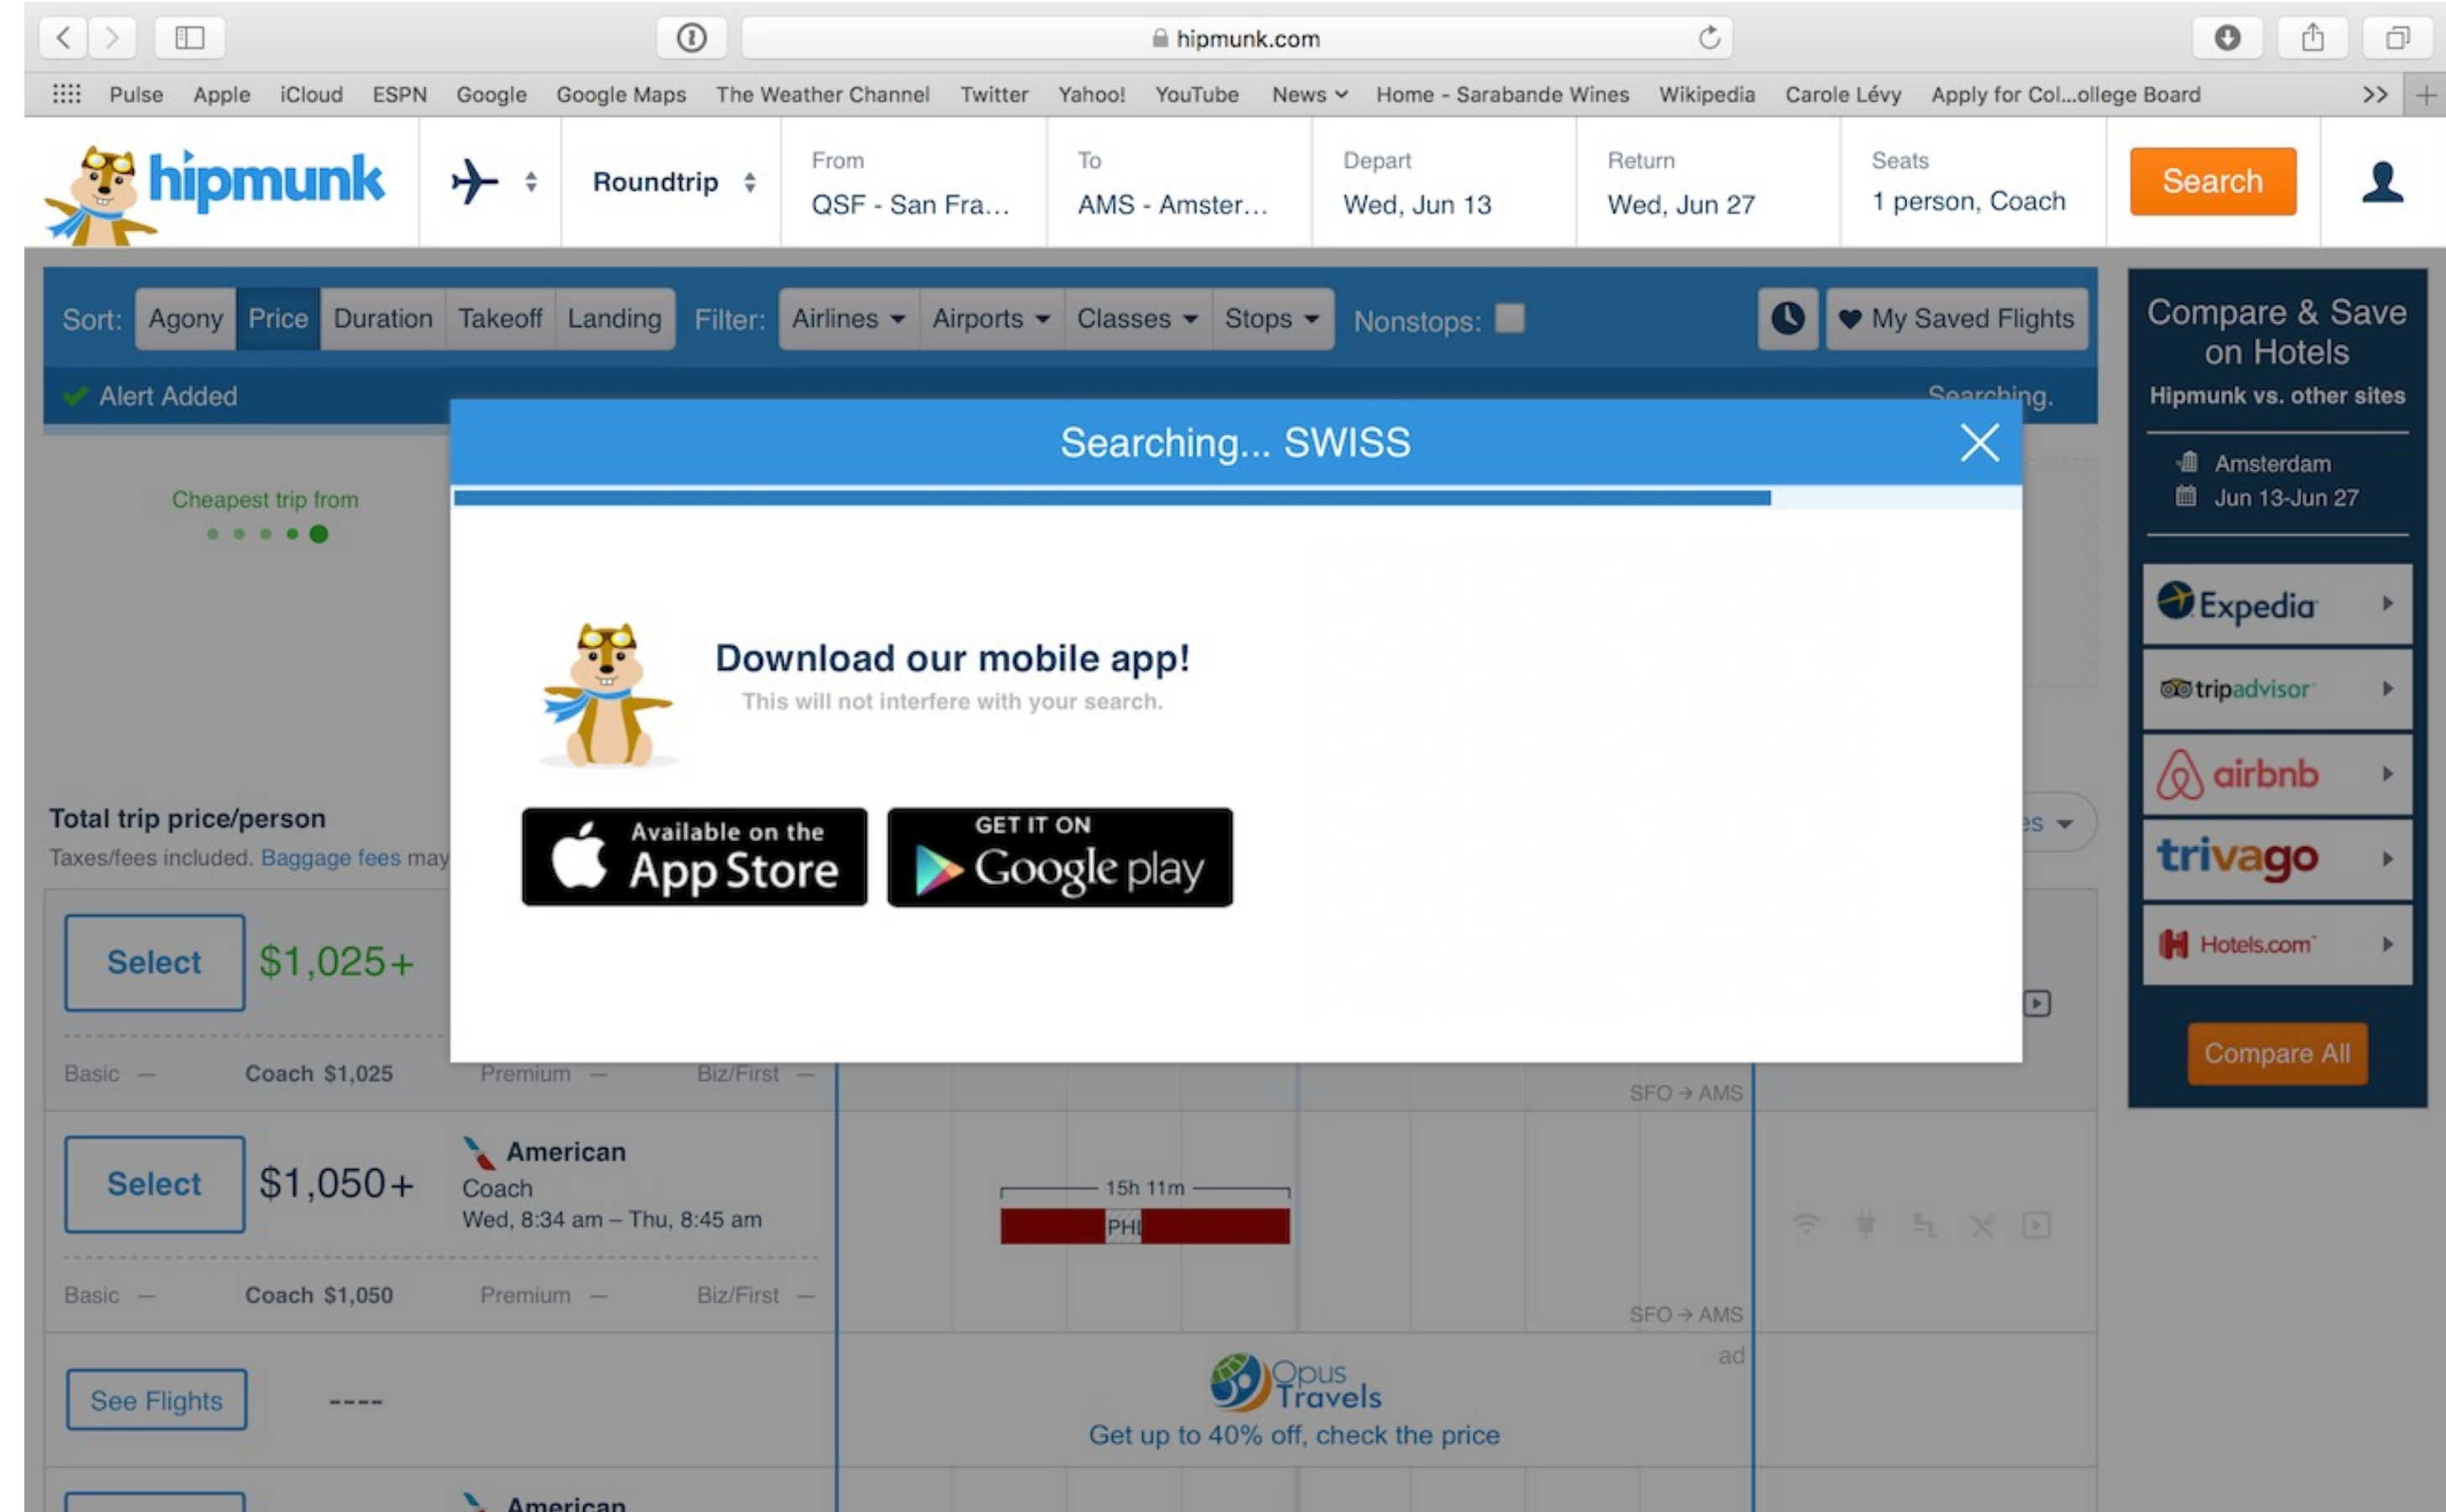 hipmunk.com
Pulse Apple iCloud ESPN Google Google Maps The Weather Channel Twitter Yahoo! YouTube News Home - Sarabande Wines Wikipedia Carole Lévy Apply for Col...ollege Board >>
hipmunk
Roundtrip
From
QSF - San Fra...
To
AMS - Amster...
Depart
Wed, Jun 13
Return
Wed, Jun 27
Seats
1 person, Coach
Search
Sort: Agony Price Duration Takeoff Landing Filter: Airlines Airports Classes Stops Nonstops: My Saved Flights
Alert Added
Searching.
Searching... SWISS
Cheapest trip from
Download our mobile app!
This will not interfere with your search.
Available on the
App Store
GET IT ON
Google play
Total trip price/person
Taxes/fees included. Baggage fees may
es
Select $1,025+
Basic — Coach $1,025 Premium — Biz/First —
SFO → AMS
Select $1,050+
American
Coach
Wed, 8:34 am – Thu, 8:45 am
15h 11m
PHL
Basic — Coach $1,050 Premium — Biz/First —
SFO → AMS
See Flights ----
Opus
Travels
Get up to 40% off, check the price
ad
American
Compare & Save
on Hotels
Hipmunk vs. other sites
Amsterdam
Jun 13-Jun 27
Expedia
tripadvisor
airbnb
trivago
Hotels.com
Compare All